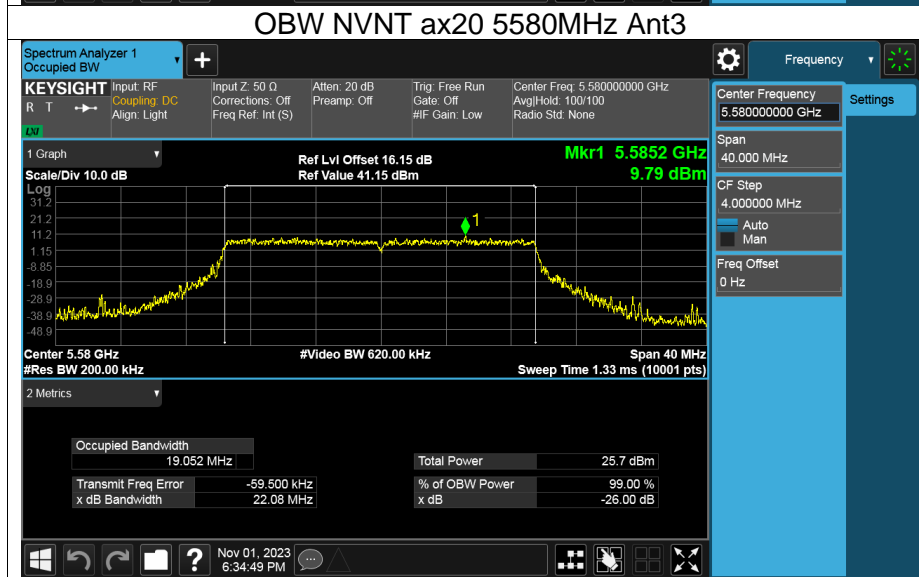 OBW NVNT ax20 5580MHz Ant3
Spectrum Analyzer 1
Occupied BW
+
Frequency
KEYSIGHT
R T
LXI
Input: RF
Coupling: DC
Align: Light
Input Z: 50 Ω
Corrections: Off
Freq Ref: Int (S)
Atten: 20 dB
Preamp: Off
Trig: Free Run
Gate: Off
#IF Gain: Low
Center Freq: 5.580000000 GHz
Avg|Hold: 100/100
Radio Std: None
Center Frequency
5.580000000 GHz
Settings
Span
40.000 MHz
CF Step
4.000000 MHz
Auto
Man
Freq Offset
0 Hz
1 Graph
Scale/Div 10.0 dB
Ref Lvl Offset 16.15 dB
Ref Value 41.15 dBm
Mkr1 5.5852 GHz
9.79 dBm
Log
31.2
21.2
11.2
1.15
-8.85
-18.9
-28.9
-38.9
-48.9
1
Center 5.58 GHz
#Res BW 200.00 kHz
#Video BW 620.00 kHz
Span 40 MHz
Sweep Time 1.33 ms (10001 pts)
2 Metrics
Occupied Bandwidth
19.052 MHz
Total Power 25.7 dBm
Transmit Freq Error -59.500 kHz
% of OBW Power 99.00 %
x dB Bandwidth 22.08 MHz
x dB -26.00 dB
?
Nov 01, 2023
6:34:49 PM